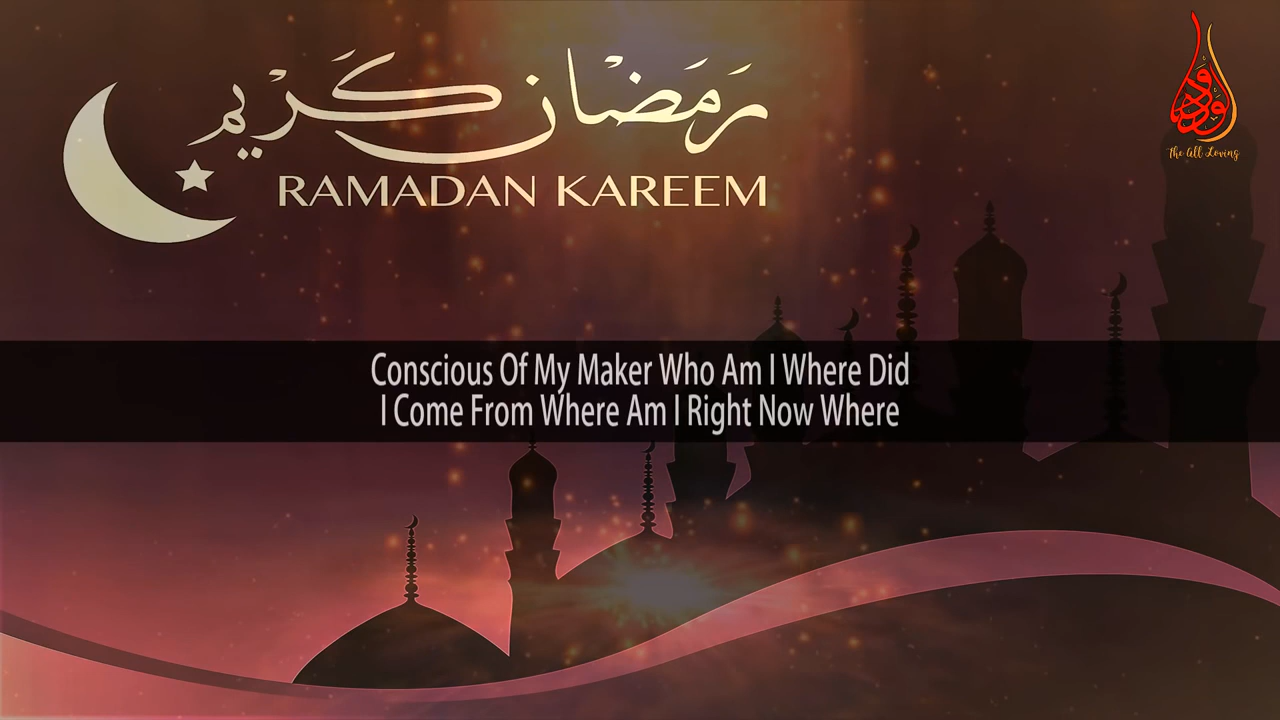 رَمَضَان كَرْيم
RAMADAN KAREEM
الودود
The All Loving
Conscious Of My Maker Who Am I Where Did
I Come From Where Am I Right Now Where